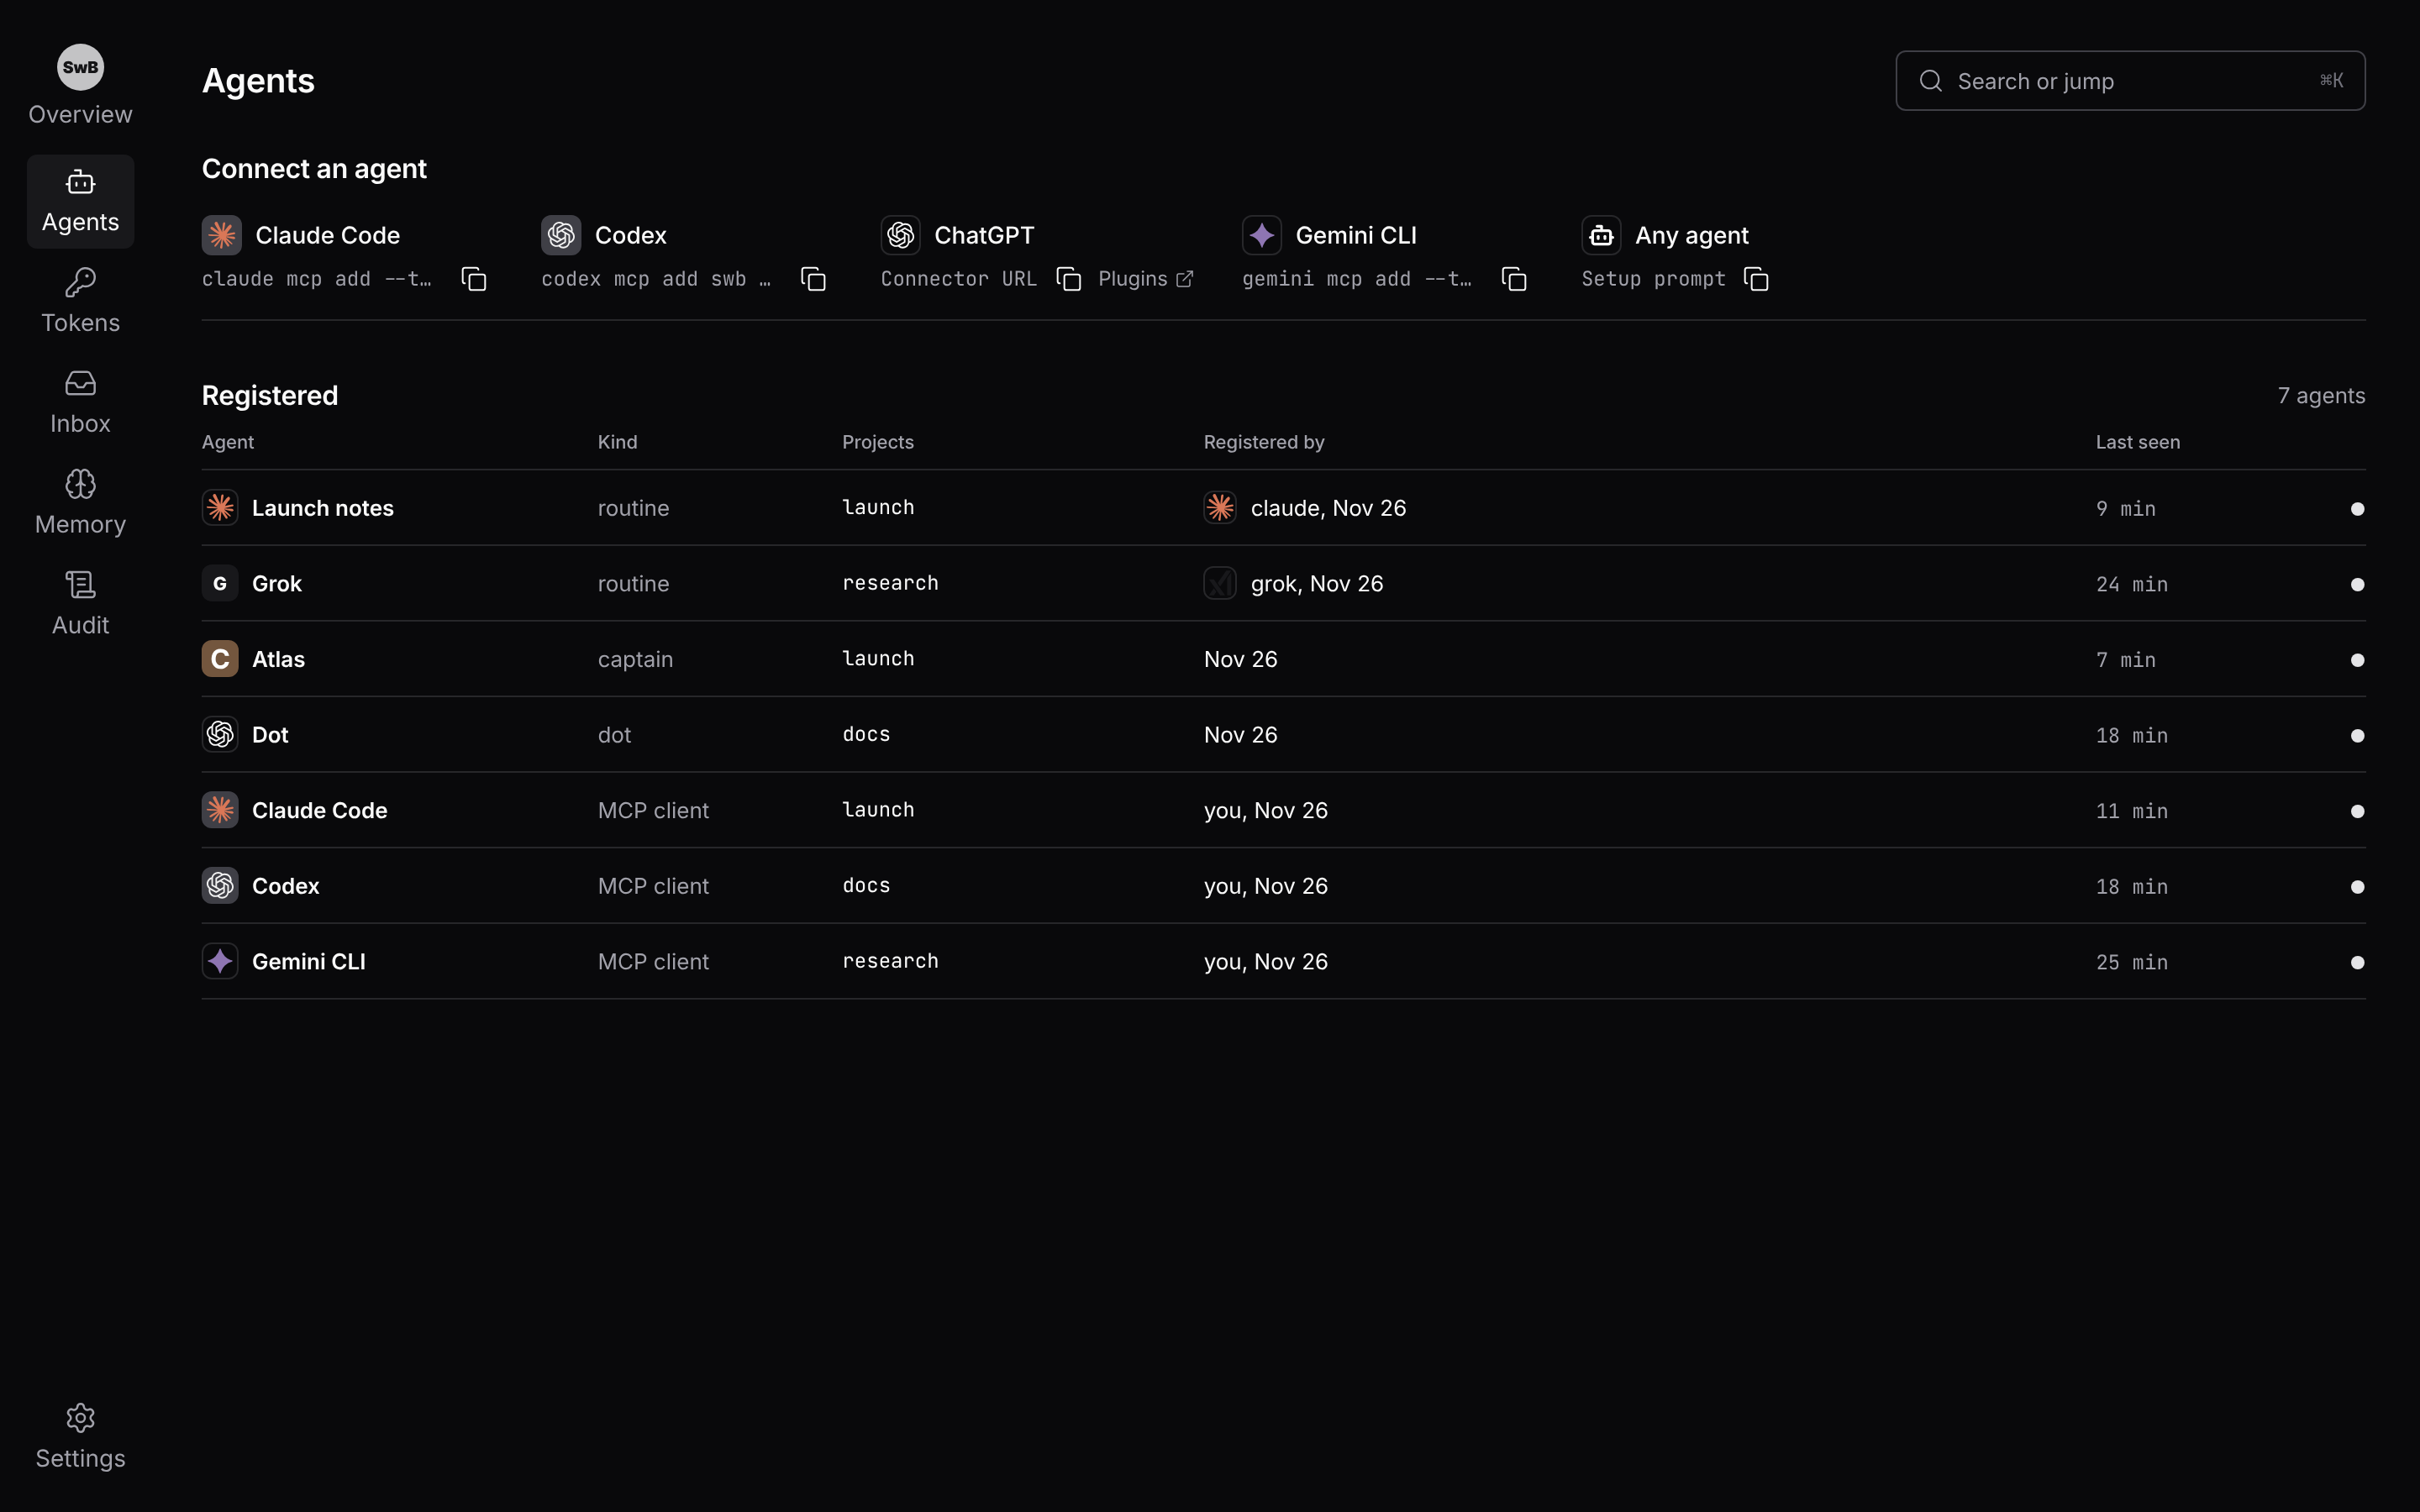 SwB
Overview
Agents
Tokens
Inbox
Memory
Audit
Settings
Agents
Search or jump ⌘K
Connect an agent
Claude Code
claude mcp add --t…
Codex
codex mcp add swb …
ChatGPT
Connector URL Plugins
Gemini CLI
gemini mcp add --t…
Any agent
Setup prompt
Registered 7 agents
Agent Kind Projects Registered by Last seen
Launch notes routine launch claude, Nov 26 9 min
G Grok routine research xI grok, Nov 26 24 min
C Atlas captain launch Nov 26 7 min
Dot dot docs Nov 26 18 min
Claude Code MCP client launch you, Nov 26 11 min
Codex MCP client docs you, Nov 26 18 min
Gemini CLI MCP client research you, Nov 26 25 min